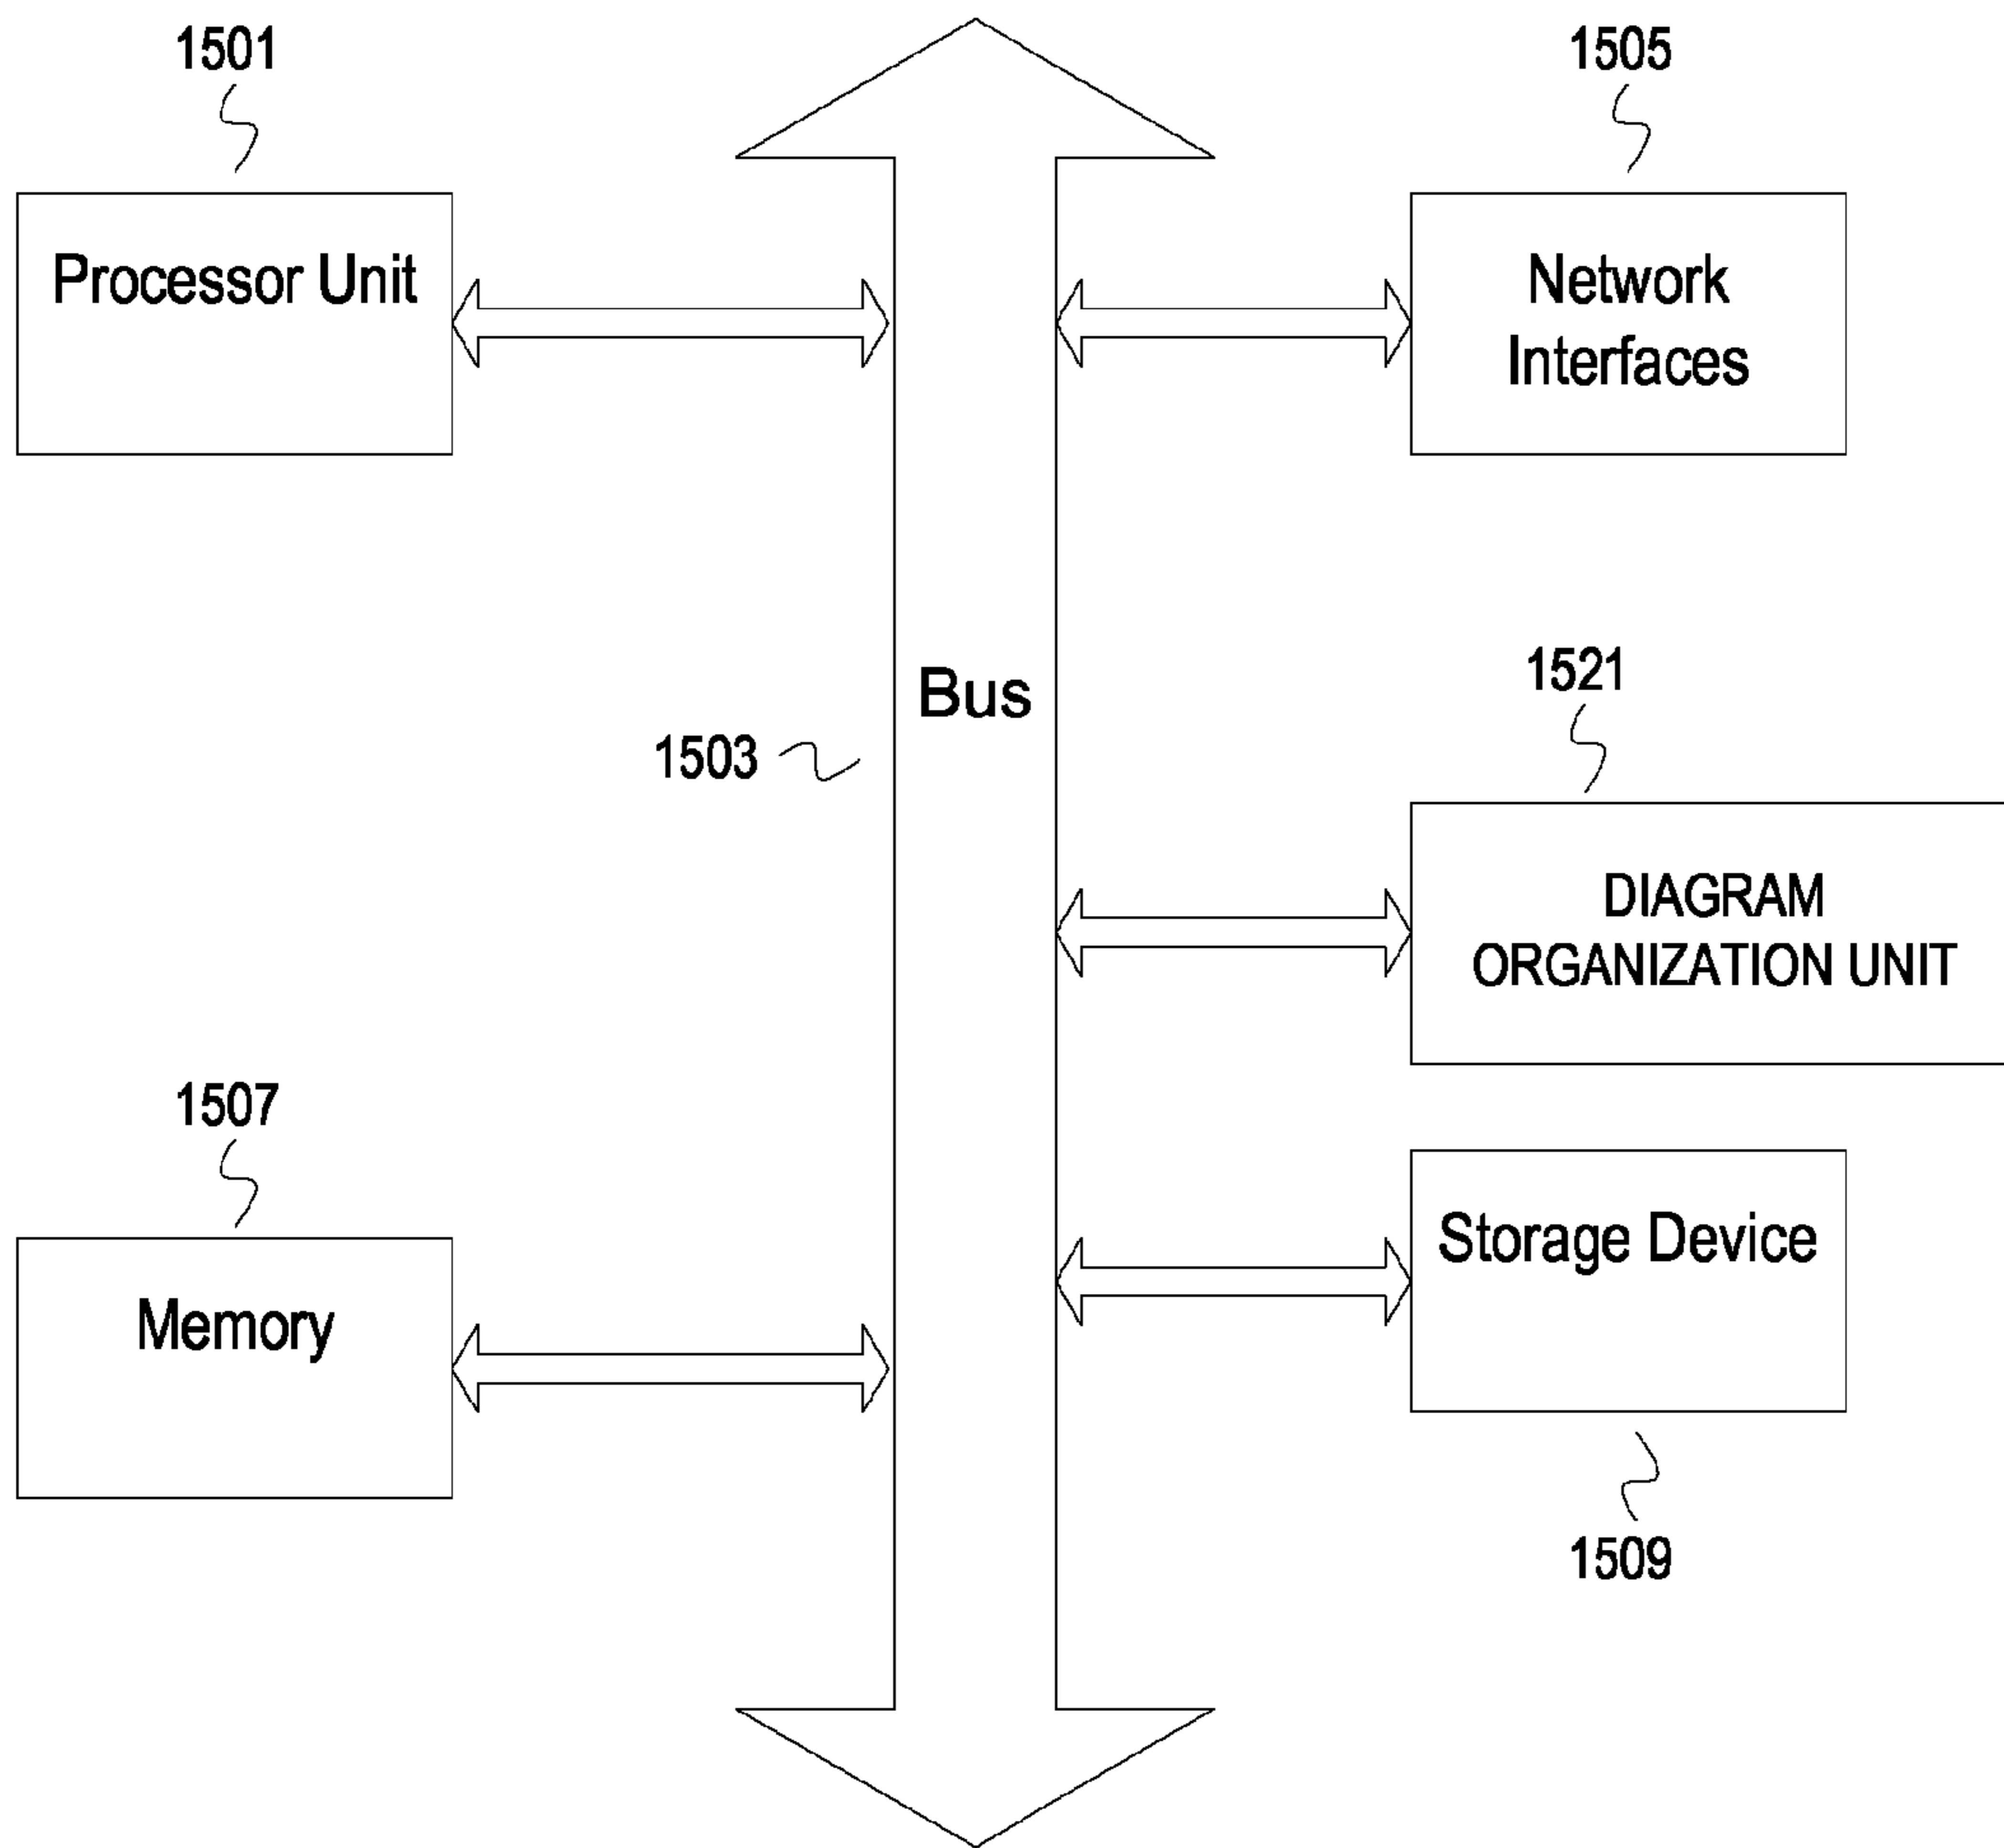 1501
Processor Unit
1505
Network
Interfaces
Bus
1503
1521
DIAGRAM
ORGANIZATION UNIT
1507
Memory
Storage Device
1509